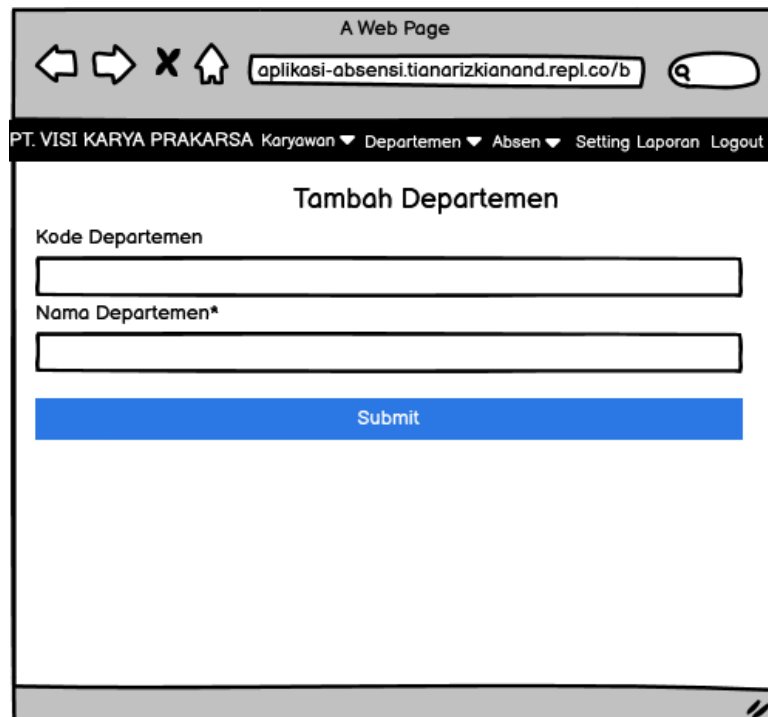 A Web Page
aplikasi-absensi.tianarizkianand.repl.co/b
PT. VISI KARYA PRAKARSA Karyawan Departemen Absen Setting Laporan Logout
Tambah Departemen
Kode Departemen
Nama Departemen*
Submit